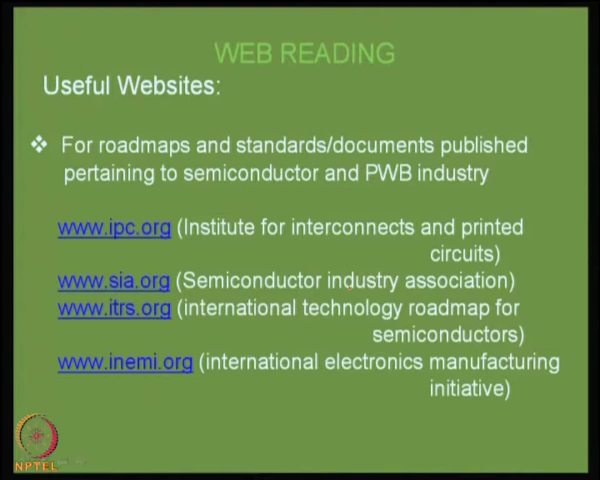 WEB READING
Useful Websites:
❖ For roadmaps and standards/documents published
pertaining to semiconductor and PWB industry
www.ipc.org (Institute for interconnects and printed
circuits)
www.sia.org (Semiconductor industry association)
www.itrs.org (international technology roadmap for
semiconductors)
www.inemi.org (international electronics manufacturing
initiative)
NPTEL